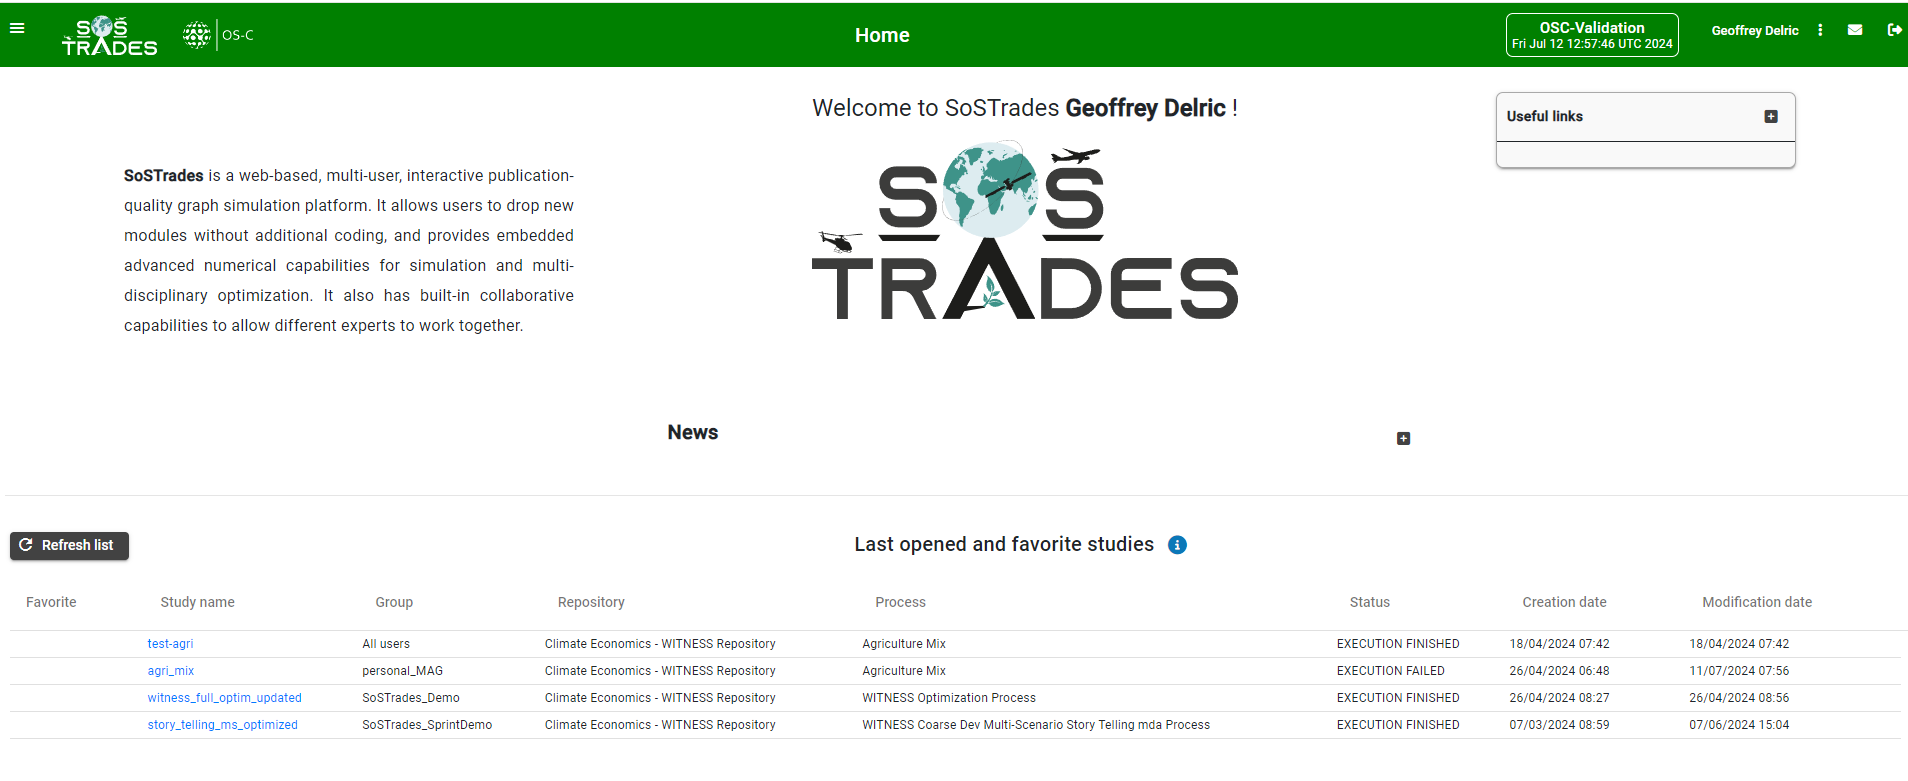 SOS
TRADES
OS-C
Home
OSC-Validation
Fri Jul 12 12:57:46 UTC 2024
Geoffrey Delric
Welcome to SoSTrades Geoffrey Delric !
Useful links
SoSTrades is a web-based, multi-user, interactive publication-
quality graph simulation platform. It allows users to drop new
modules without additional coding, and provides embedded
advanced numerical capabilities for simulation and multi-
disciplinary optimization. It also has built-in collaborative
capabilities to allow different experts to work together.
SOS
TRADES
News
Refresh list
Last opened and favorite studies
Favorite Study name Group Repository Process Status Creation date Modification date
test-agri All users Climate Economics - WITNESS Repository Agriculture Mix EXECUTION FINISHED 18/04/2024 07:42 18/04/2024 07:42
agri_mix personal_MAG Climate Economics - WITNESS Repository Agriculture Mix EXECUTION FAILED 26/04/2024 06:48 11/07/2024 07:56
witness_full_optim_updated SoSTrades_Demo Climate Economics - WITNESS Repository WITNESS Optimization Process EXECUTION FINISHED 26/04/2024 08:27 26/04/2024 08:56
story_telling_ms_optimized SoSTrades_SprintDemo Climate Economics - WITNESS Repository WITNESS Coarse Dev Multi-Scenario Story Telling mda Process EXECUTION FINISHED 07/03/2024 08:59 07/06/2024 15:04